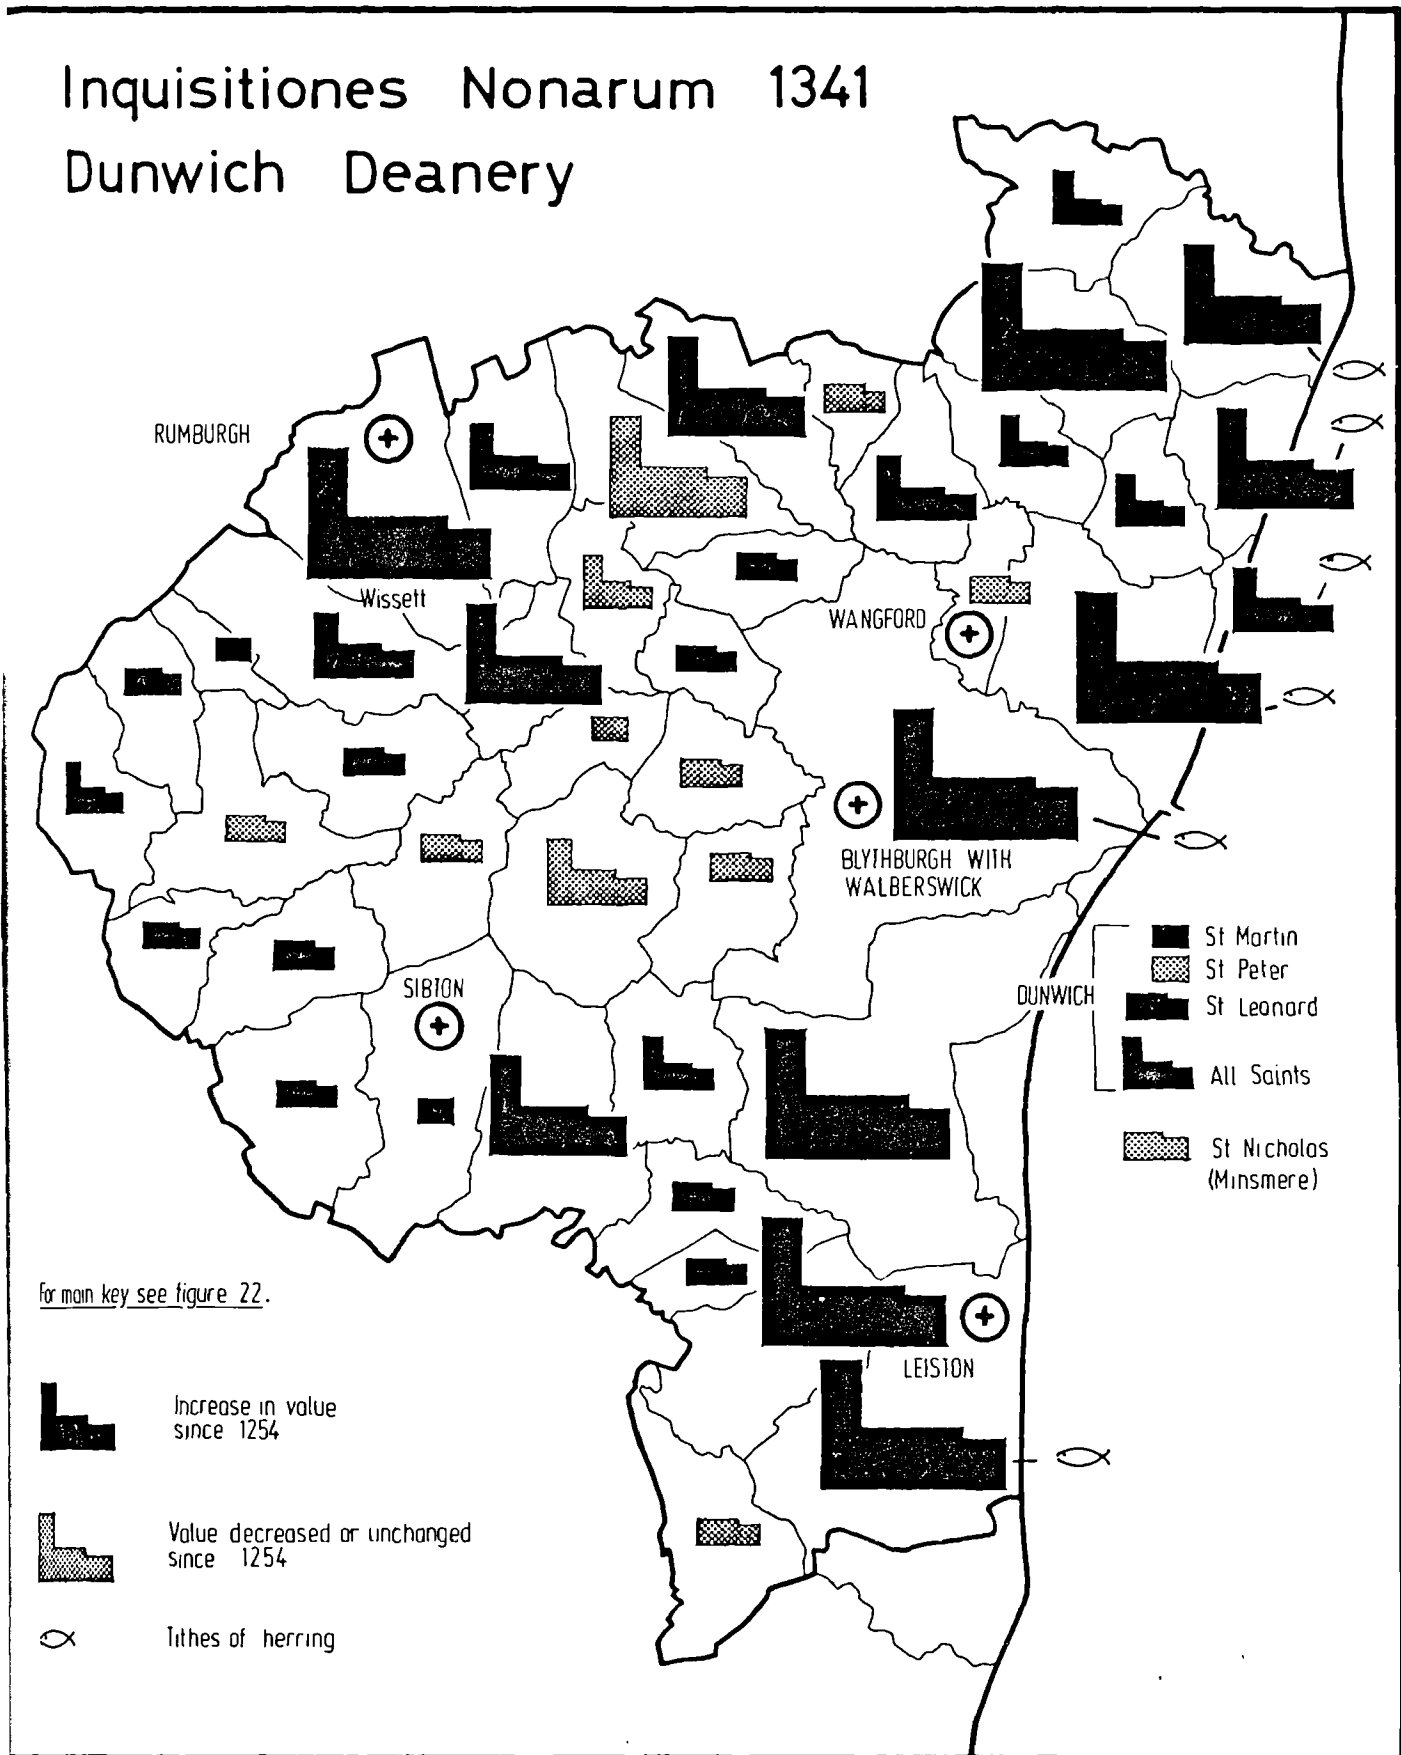 Inquisitiones Nonarum 1341
Dunwich Deanery
RUMBURGH
Wissett
WANGFORD
BLYTHBURGH WITH
WALBERSWICK
St Martin
St Peter
DUNWICH
St Leonard
All Saints
St Nicholas
(Minsmere)
SIBTON
LEISTON
For main key see figure 22.
Increase in value
since 1254
Value decreased or unchanged
since 1254
Tithes of herring